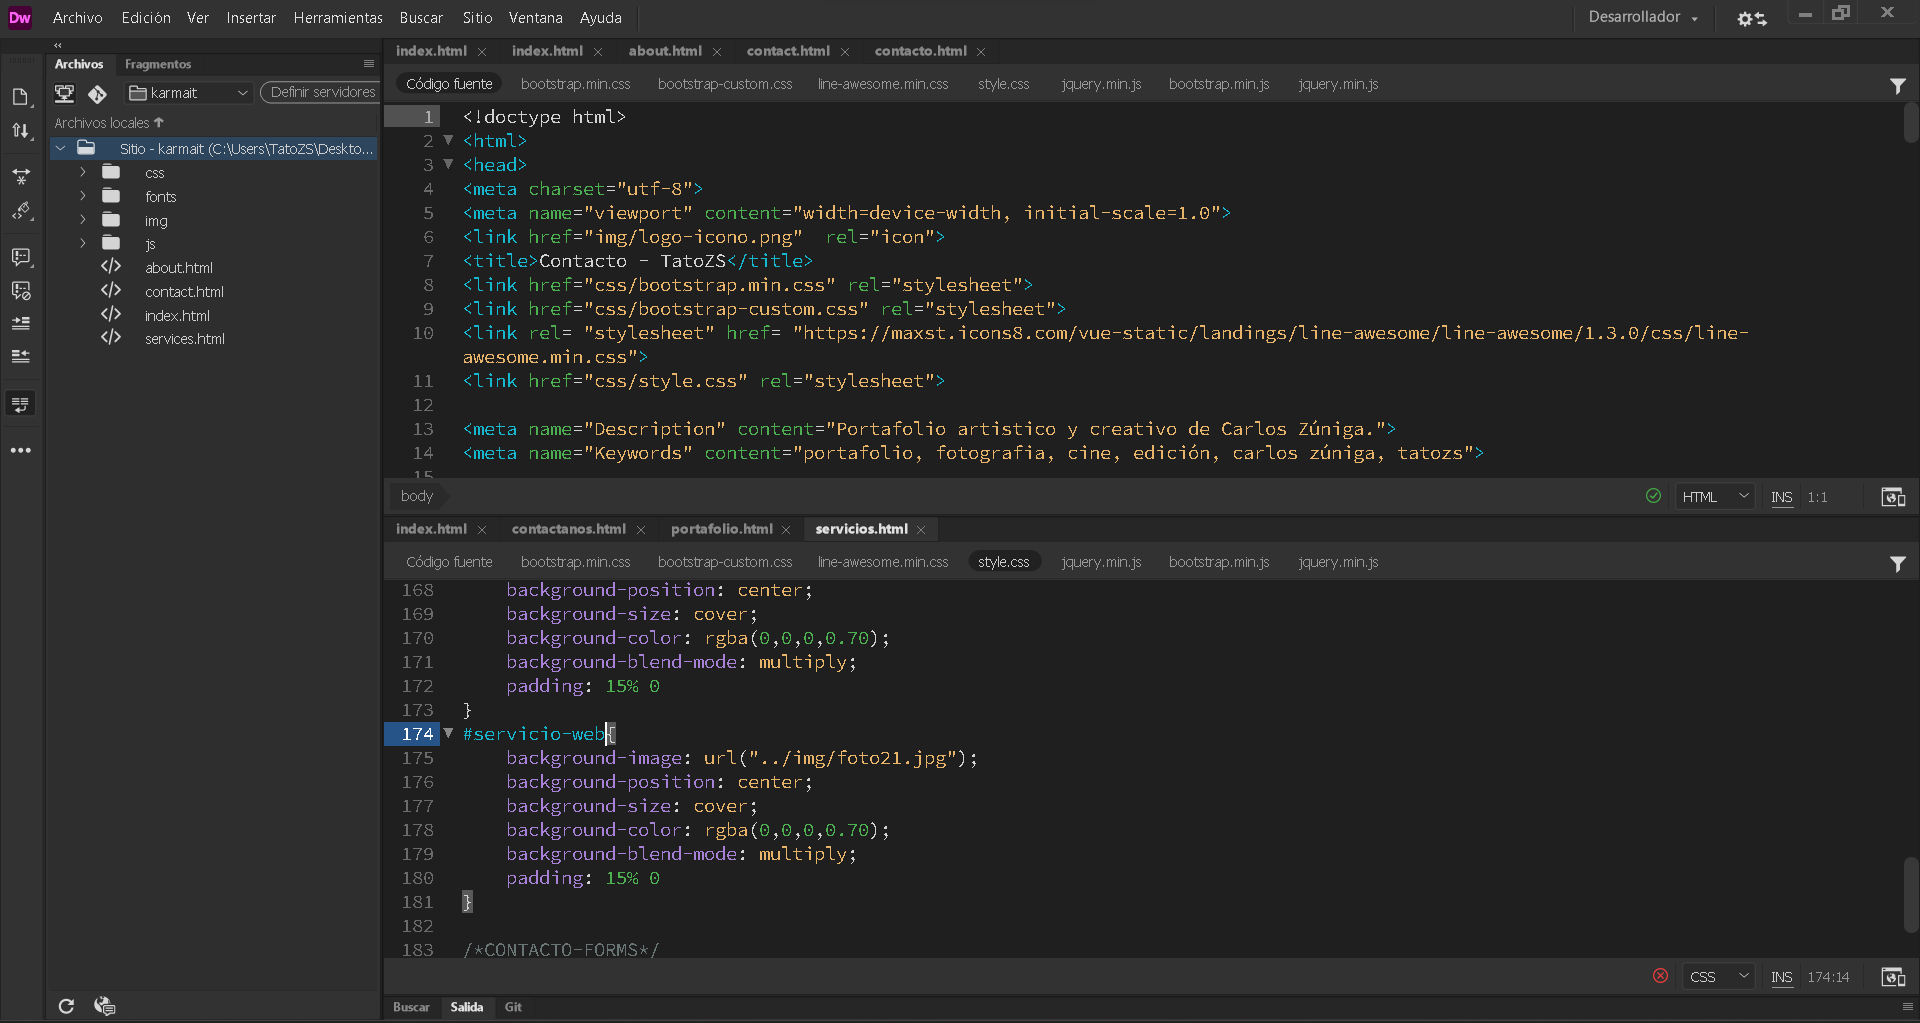 Dw Archivo Edición Ver Insertar Herramientas Buscar Sitio Ventana Ayuda Desarrollador
Archivos Fragmentos
karmait Definir servidores
Archivos locales
Sitio - karmait (C:\Users\TatoZS\Deskto...
css
fonts
img
js
about.html
contact.html
index.html
services.html
index.html index.html about.html contact.html contacto.html
Código fuente bootstrap.min.css bootstrap-custom.css line-awesome.min.css style.css jquery.min.js bootstrap.min.js jquery.min.js
1 <!doctype html>
2 <html>
3 <head>
4 <meta charset="utf-8">
5 <meta name="viewport" content="width=device-width, initial-scale=1.0">
6 <link href="img/logo-icono.png"  rel="icon">
7 <title>Contacto - TatoZS</title>
8 <link href="css/bootstrap.min.css" rel="stylesheet">
9 <link href="css/bootstrap-custom.css" rel="stylesheet">
10 <link rel= "stylesheet" href= "https://maxst.icons8.com/vue-static/landings/line-awesome/line-awesome/1.3.0/css/line-
awesome.min.css">
11 <link href="css/style.css" rel="stylesheet">
12
13 <meta name="Description" content="Portafolio artistico y creativo de Carlos Zúniga.">
14 <meta name="Keywords" content="portafolio, fotografia, cine, edición, carlos zúniga, tatozs">
15
body HTML INS 1:1
index.html contactanos.html portafolio.html servicios.html
Código fuente bootstrap.min.css bootstrap-custom.css line-awesome.min.css style.css jquery.min.js bootstrap.min.js jquery.min.js
168 background-position: center;
169 background-size: cover;
170 background-color: rgba(0,0,0,0.70);
171 background-blend-mode: multiply;
172 padding: 15% 0
173 }
174 #servicio-web{
175 background-image: url("../img/foto21.jpg");
176 background-position: center;
177 background-size: cover;
178 background-color: rgba(0,0,0,0.70);
179 background-blend-mode: multiply;
180 padding: 15% 0
181 }
182
183 /*CONTACTO-FORMS*/
CSS INS 174:14
Buscar Salida Git